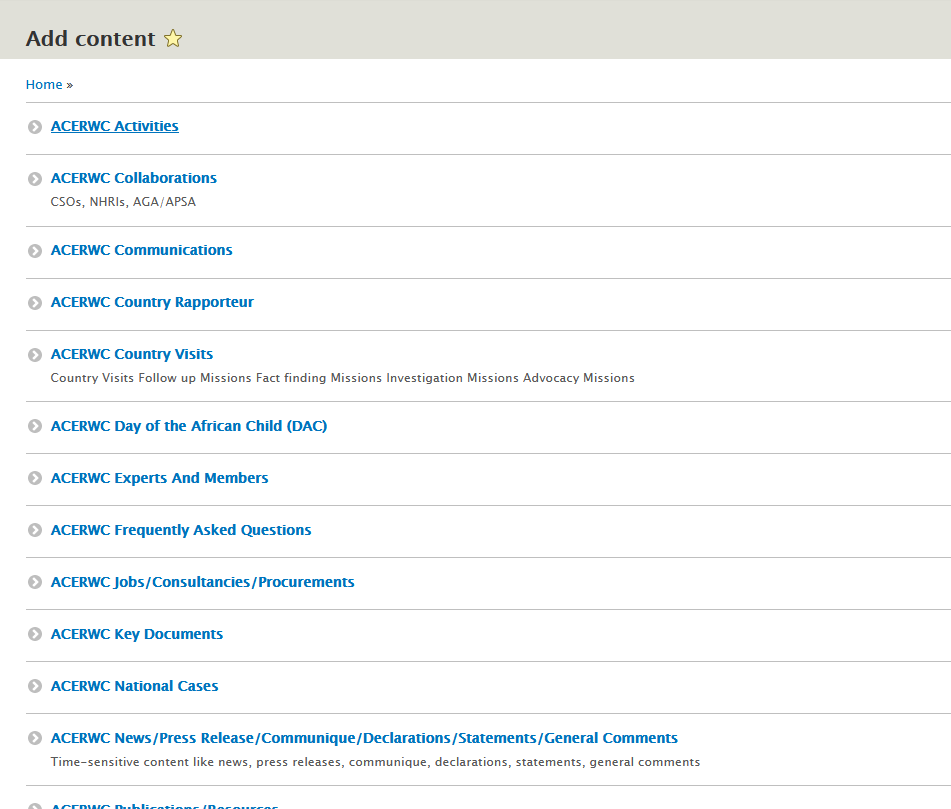 Add content
Home »
ACERWC Activities
ACERWC Collaborations
CSOs, NHRIs, AGA/APSA
ACERWC Communications
ACERWC Country Rapporteur
ACERWC Country Visits
Country Visits Follow up Missions Fact finding Missions Investigation Missions Advocacy Missions
ACERWC Day of the African Child (DAC)
ACERWC Experts And Members
ACERWC Frequently Asked Questions
ACERWC Jobs/Consultancies/Procurements
ACERWC Key Documents
ACERWC National Cases
ACERWC News/Press Release/Communique/Declarations/Statements/General Comments
Time-sensitive content like news, press releases, communique, declarations, statements, general comments
ACERWC Publications/Resources